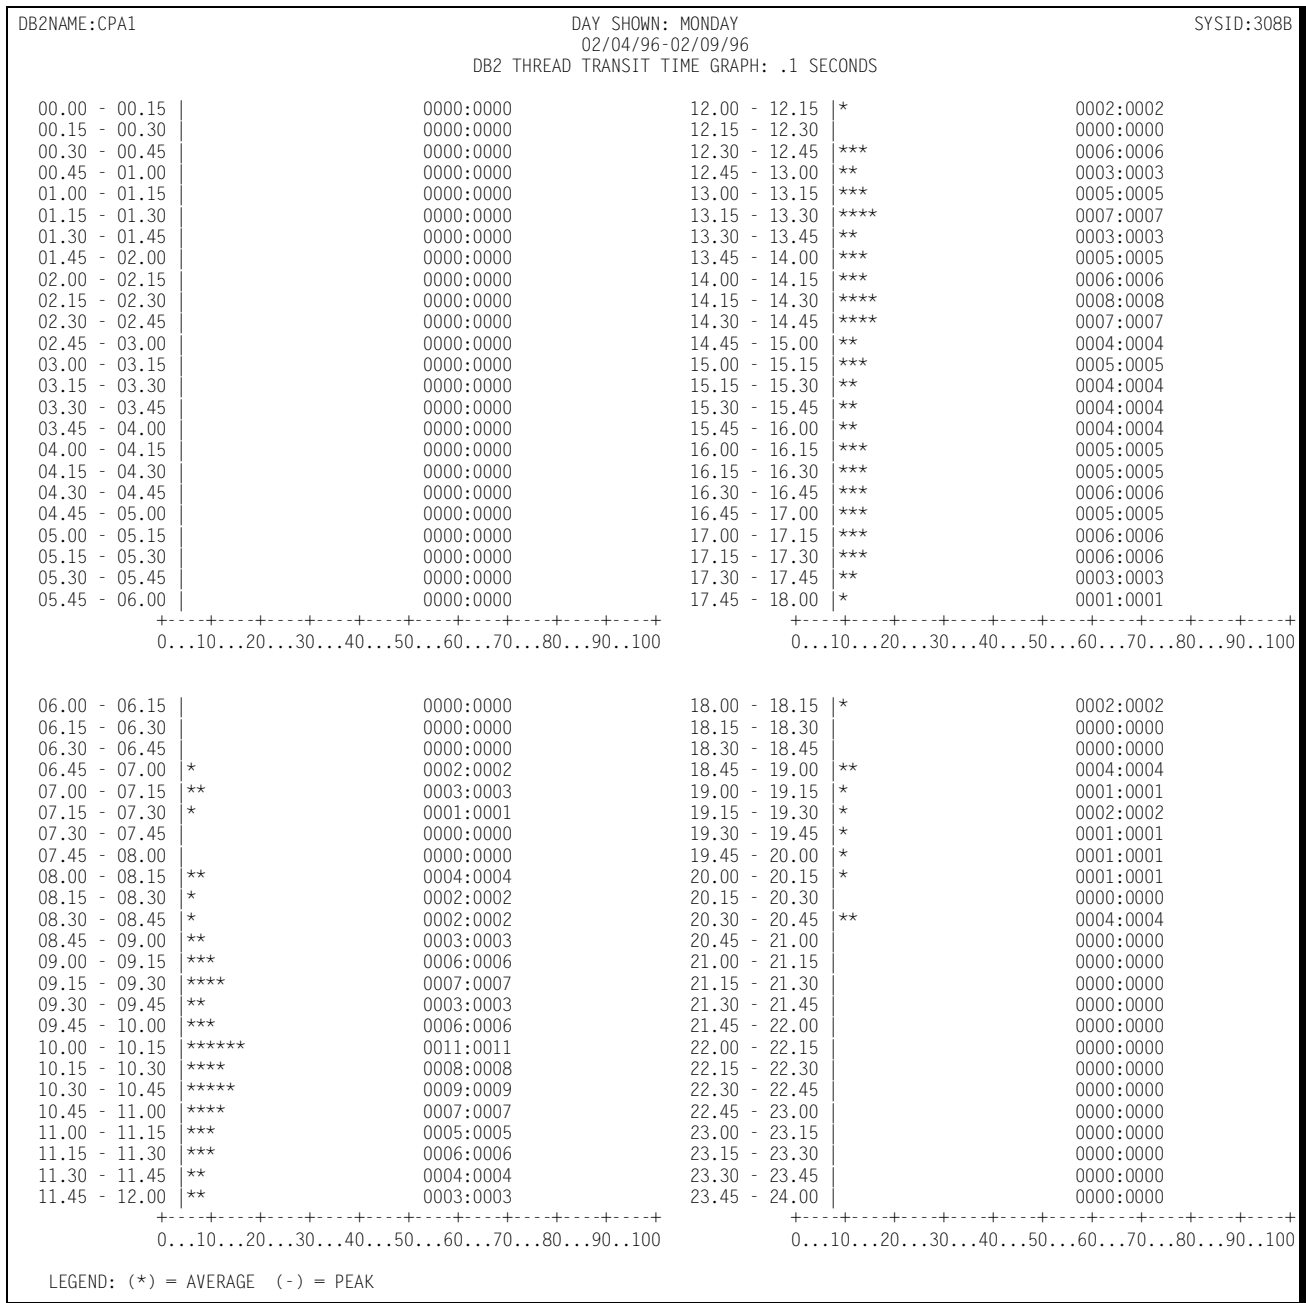 DB2NAME:CPA1 DAY SHOWN: MONDAY SYSID:308B
02/04/96-02/09/96
DB2 THREAD TRANSIT TIME GRAPH: .1 SECONDS
00.00 - 00.15 | 0000:0000 12.00 - 12.15 |* 0002:0002
00.15 - 00.30 | 0000:0000 12.15 - 12.30 | 0000:0000
00.30 - 00.45 | 0000:0000 12.30 - 12.45 |*** 0006:0006
00.45 - 01.00 | 0000:0000 12.45 - 13.00 |** 0003:0003
01.00 - 01.15 | 0000:0000 13.00 - 13.15 |*** 0005:0005
01.15 - 01.30 | 0000:0000 13.15 - 13.30 |**** 0007:0007
01.30 - 01.45 | 0000:0000 13.30 - 13.45 |** 0003:0003
01.45 - 02.00 | 0000:0000 13.45 - 14.00 |*** 0005:0005
02.00 - 02.15 | 0000:0000 14.00 - 14.15 |*** 0006:0006
02.15 - 02.30 | 0000:0000 14.15 - 14.30 |**** 0008:0008
02.30 - 02.45 | 0000:0000 14.30 - 14.45 |**** 0007:0007
02.45 - 03.00 | 0000:0000 14.45 - 15.00 |** 0004:0004
03.00 - 03.15 | 0000:0000 15.00 - 15.15 |*** 0005:0005
03.15 - 03.30 | 0000:0000 15.15 - 15.30 |** 0004:0004
03.30 - 03.45 | 0000:0000 15.30 - 15.45 |** 0004:0004
03.45 - 04.00 | 0000:0000 15.45 - 16.00 |** 0004:0004
04.00 - 04.15 | 0000:0000 16.00 - 16.15 |*** 0005:0005
04.15 - 04.30 | 0000:0000 16.15 - 16.30 |*** 0005:0005
04.30 - 04.45 | 0000:0000 16.30 - 16.45 |*** 0006:0006
04.45 - 05.00 | 0000:0000 16.45 - 17.00 |*** 0005:0005
05.00 - 05.15 | 0000:0000 17.00 - 17.15 |*** 0006:0006
05.15 - 05.30 | 0000:0000 17.15 - 17.30 |*** 0006:0006
05.30 - 05.45 | 0000:0000 17.30 - 17.45 |** 0003:0003
05.45 - 06.00 | 0000:0000 17.45 - 18.00 |* 0001:0001
+----+----+----+----+----+----+----+----+----+----+ +----+----+----+----+----+----+----+----+----+----+
0...10...20...30...40...50...60...70...80...90..100 0...10...20...30...40...50...60...70...80...90..100
06.00 - 06.15 | 0000:0000 18.00 - 18.15 |* 0002:0002
06.15 - 06.30 | 0000:0000 18.15 - 18.30 | 0000:0000
06.30 - 06.45 | 0000:0000 18.30 - 18.45 | 0000:0000
06.45 - 07.00 |* 0002:0002 18.45 - 19.00 |** 0004:0004
07.00 - 07.15 |** 0003:0003 19.00 - 19.15 |* 0001:0001
07.15 - 07.30 |* 0001:0001 19.15 - 19.30 |* 0002:0002
07.30 - 07.45 | 0000:0000 19.30 - 19.45 |* 0001:0001
07.45 - 08.00 | 0000:0000 19.45 - 20.00 |* 0001:0001
08.00 - 08.15 |** 0004:0004 20.00 - 20.15 |* 0001:0001
08.15 - 08.30 |* 0002:0002 20.15 - 20.30 | 0000:0000
08.30 - 08.45 |* 0002:0002 20.30 - 20.45 |** 0004:0004
08.45 - 09.00 |** 0003:0003 20.45 - 21.00 | 0000:0000
09.00 - 09.15 |*** 0006:0006 21.00 - 21.15 | 0000:0000
09.15 - 09.30 |**** 0007:0007 21.15 - 21.30 | 0000:0000
09.30 - 09.45 |** 0003:0003 21.30 - 21.45 | 0000:0000
09.45 - 10.00 |*** 0006:0006 21.45 - 22.00 | 0000:0000
10.00 - 10.15 |****** 0011:0011 22.00 - 22.15 | 0000:0000
10.15 - 10.30 |**** 0008:0008 22.15 - 22.30 | 0000:0000
10.30 - 10.45 |***** 0009:0009 22.30 - 22.45 | 0000:0000
10.45 - 11.00 |**** 0007:0007 22.45 - 23.00 | 0000:0000
11.00 - 11.15 |*** 0005:0005 23.00 - 23.15 | 0000:0000
11.15 - 11.30 |*** 0006:0006 23.15 - 23.30 | 0000:0000
11.30 - 11.45 |** 0004:0004 23.30 - 23.45 | 0000:0000
11.45 - 12.00 |** 0003:0003 23.45 - 24.00 | 0000:0000
+----+----+----+----+----+----+----+----+----+----+ +----+----+----+----+----+----+----+----+----+----+
0...10...20...30...40...50...60...70...80...90..100 0...10...20...30...40...50...60...70...80...90..100
LEGEND: (*) = AVERAGE (-) = PEAK